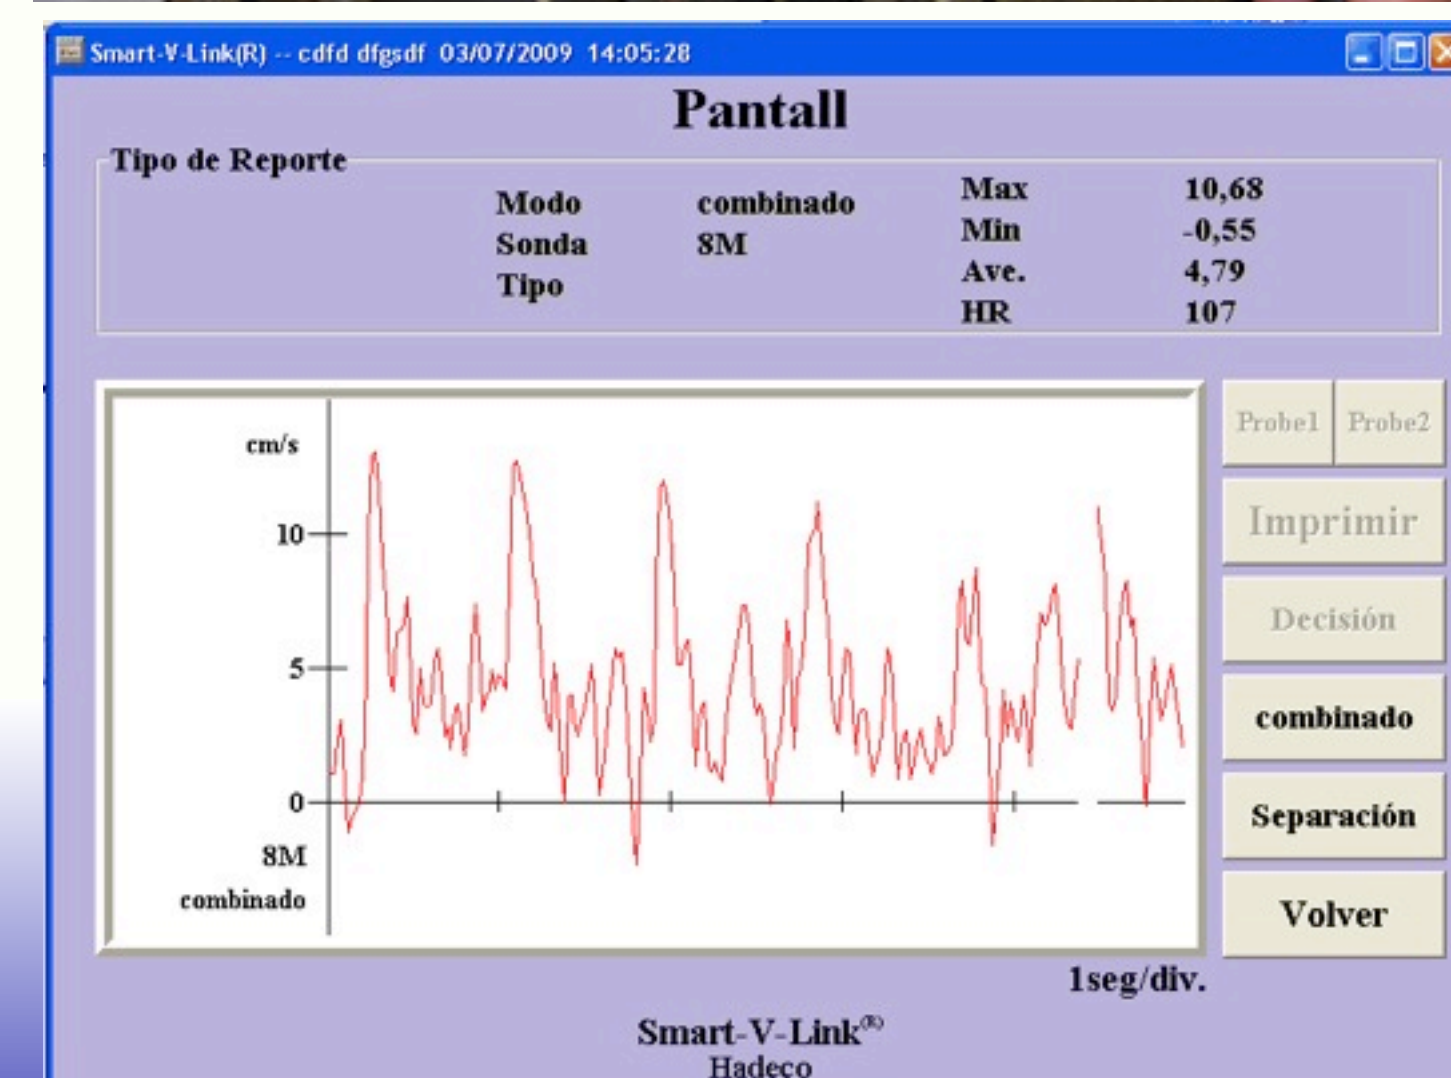 Smart-V-Link(R) -- cdfd dfgsdf 03/07/2009 14:05:28
Pantall
Tipo de Reporte
Modo combinado
Sonda 8M
Tipo
Max 10,68
Min -0,55
Ave. 4,79
HR 107
cm/s
10
5
0
8M
combinado
1seg/div.
Probe1 Probe2
Imprimir
Decisión
combinado
Separación
Volver
Smart-V-Link(R)
Hadeco